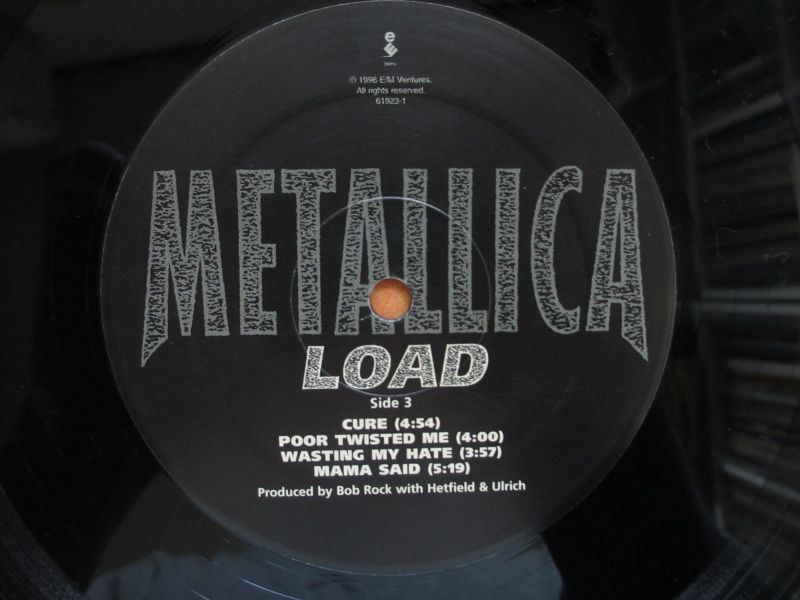 ℗ 1996 E/M Ventures.
All rights reserved.
61923-1
METALLICA
LOAD
Side 3
CURE (4:54)
POOR TWISTED ME (4:00)
WASTING MY HATE (3:57)
MAMA SAID (5:19)
Produced by Bob Rock with Hetfield & Ulrich